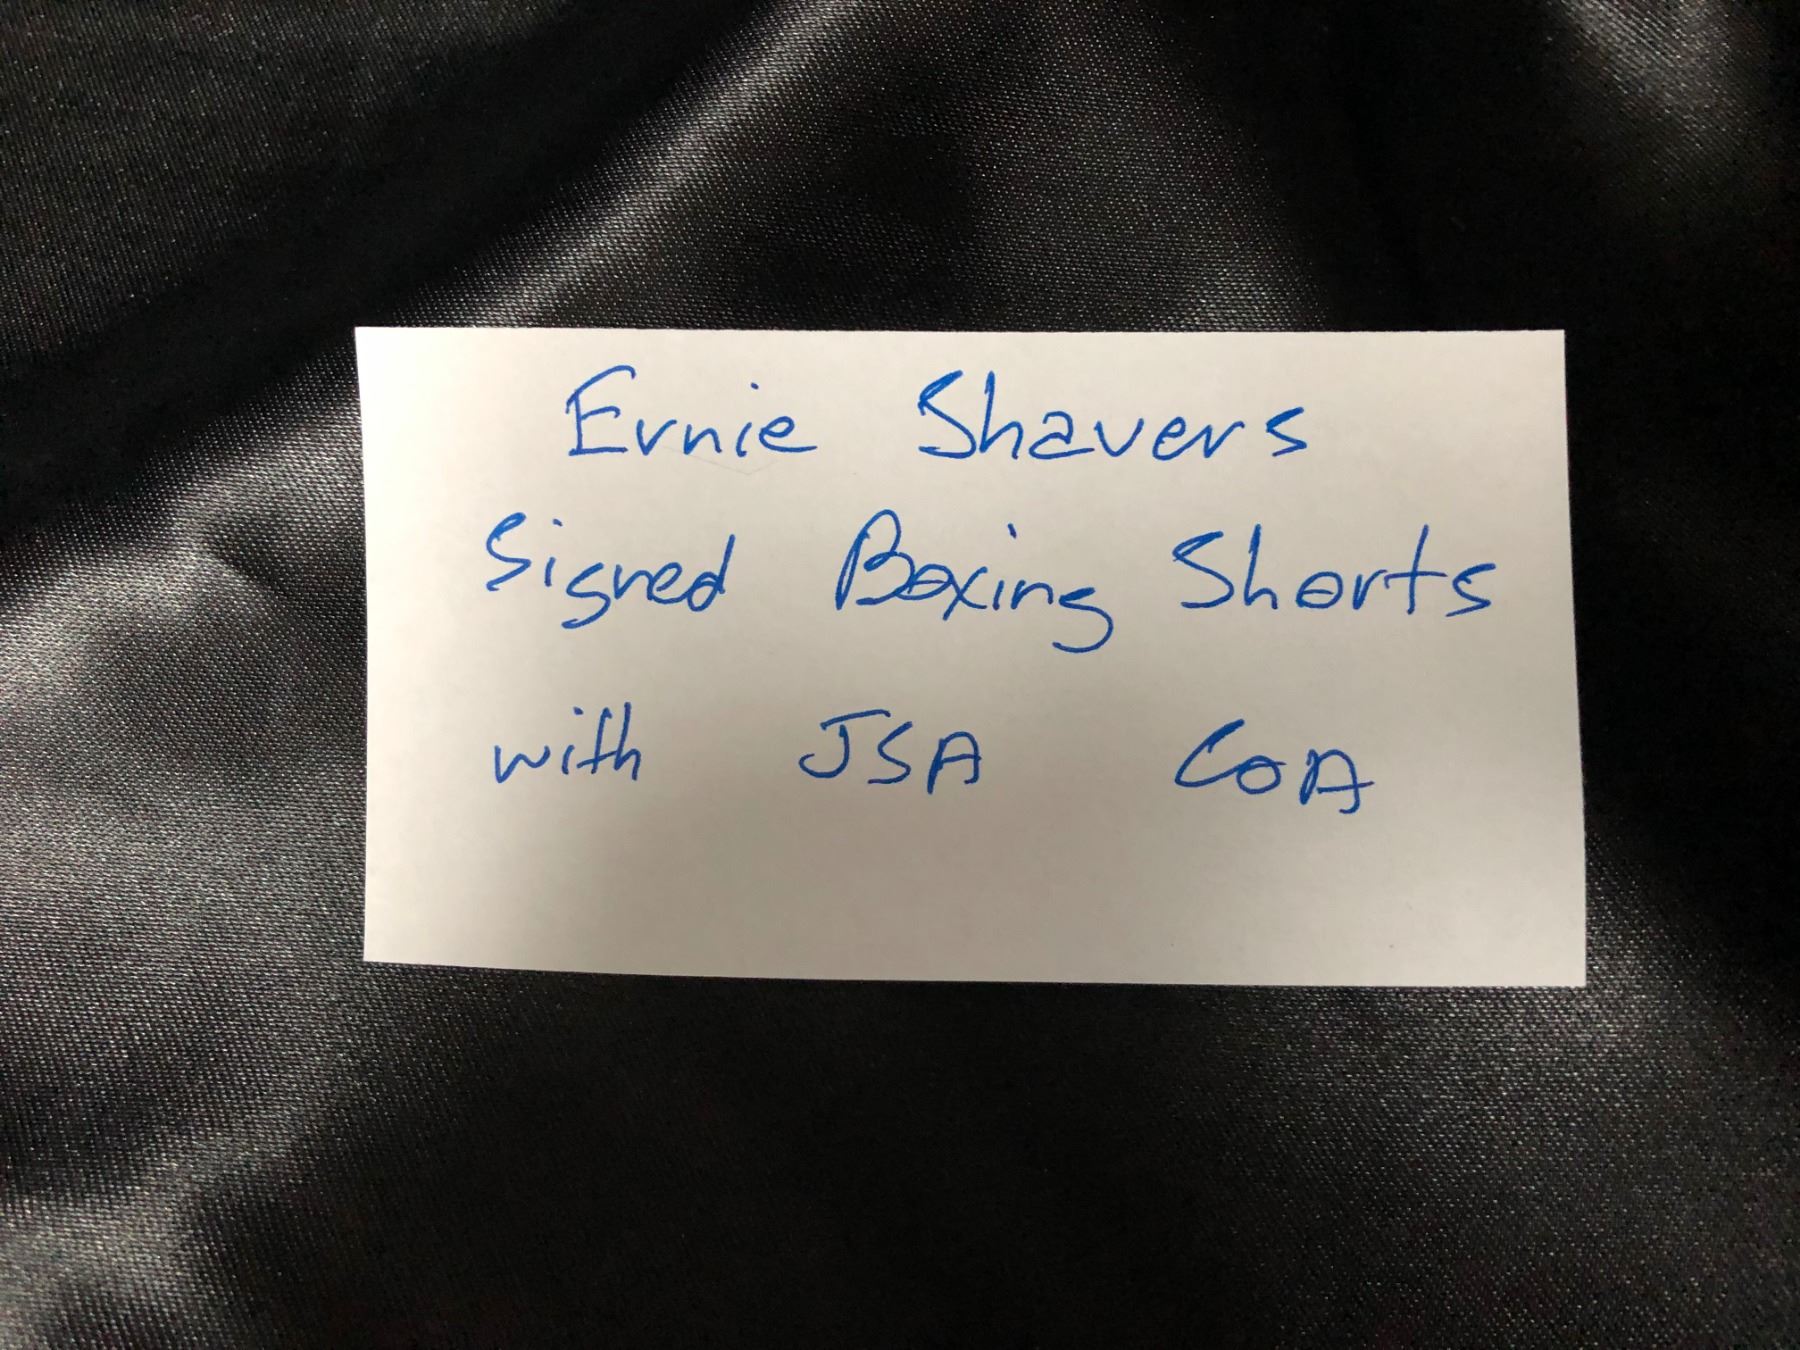 Ernie Shavers
Signed Boxing Shorts
with JSA COA